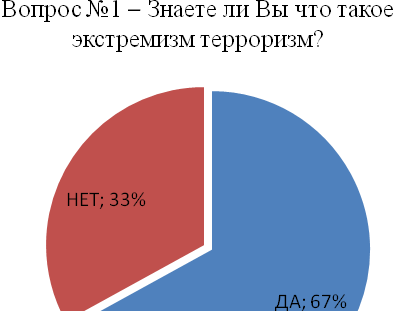 Вопрос №1 – Знаете ли Вы что такое
экстремизм терроризм?
НЕТ; 33%
ДА; 67%